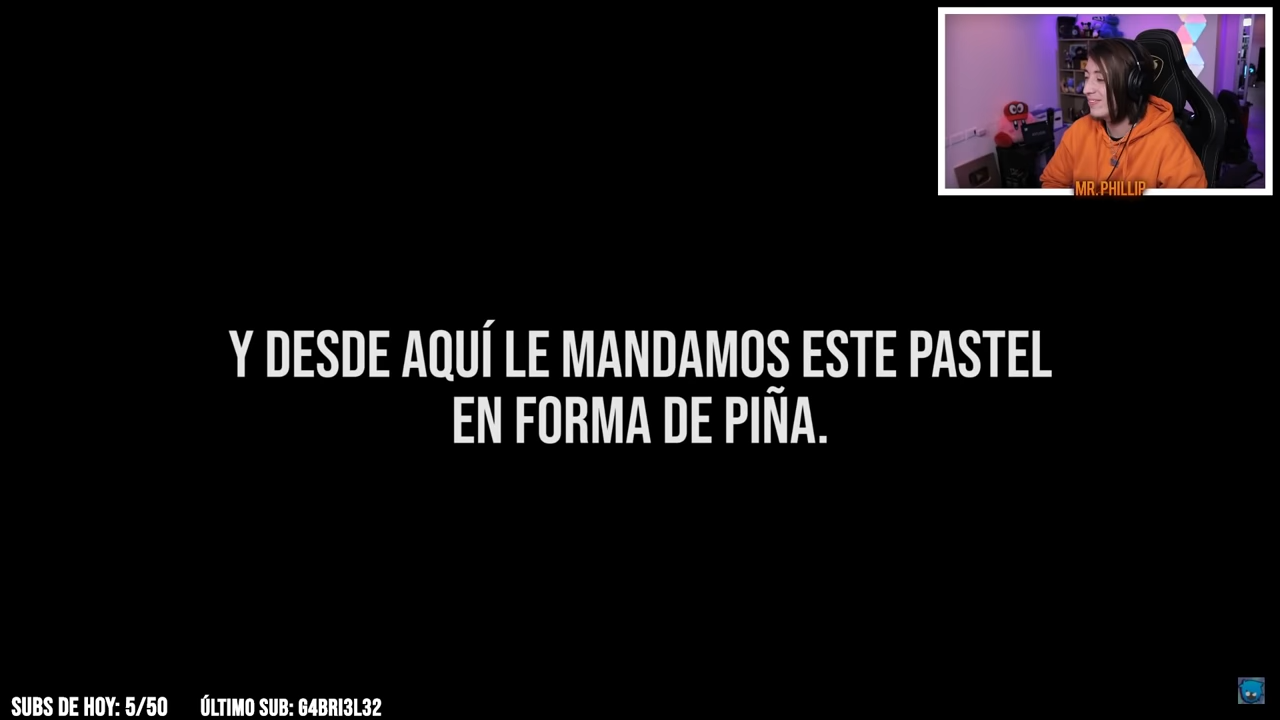 MR. PHILLIP
Y DESDE AQUÍ LE MANDAMOS ESTE PASTEL
EN FORMA DE PIÑA.
SUBS DE HOY: 5/50
ÚLTIMO SUB: G4BRI3L32